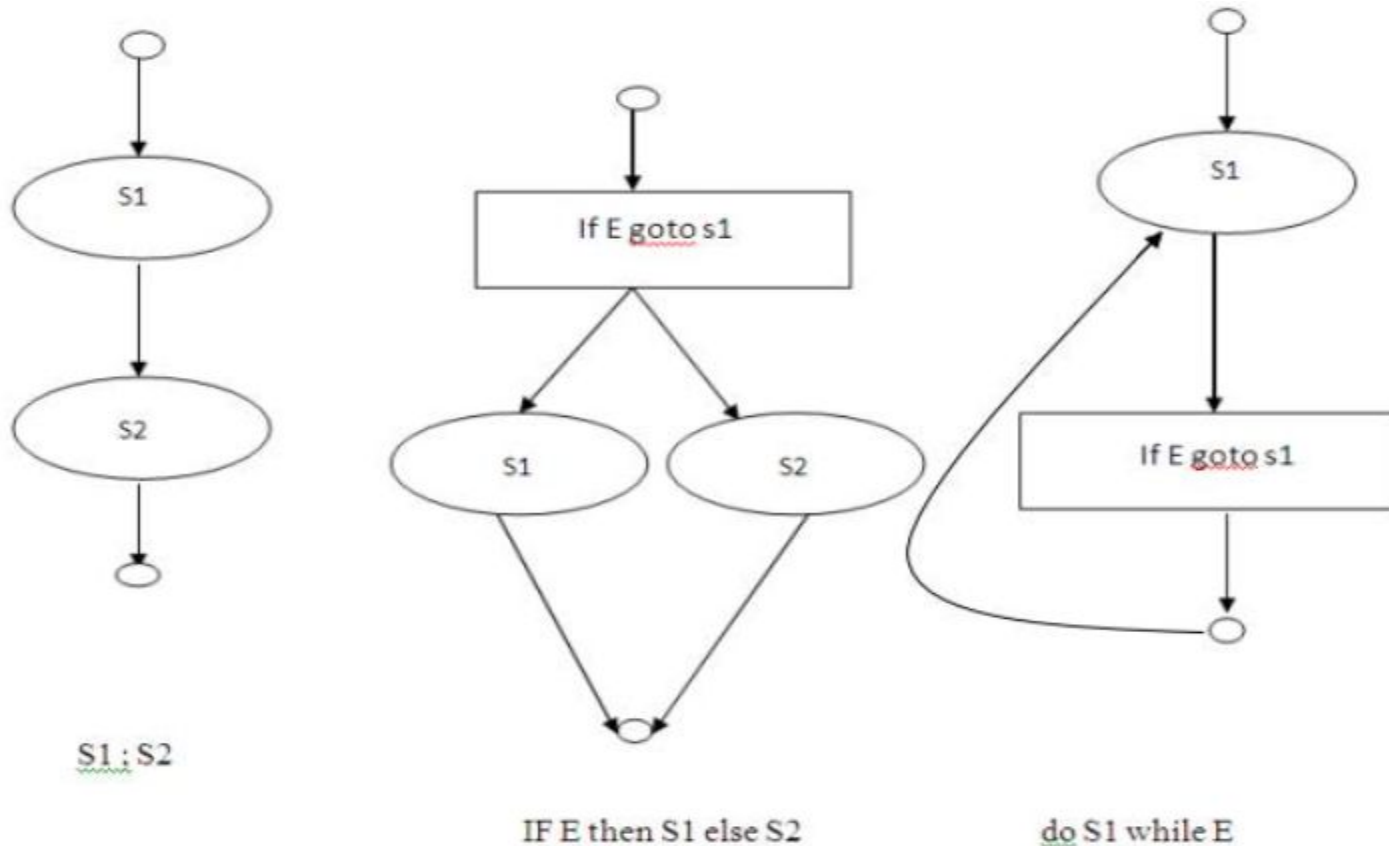 S1
S2
S1 ; S2
If E goto s1
S1
S2
IF E then S1 else S2
S1
If E goto s1
do S1 while E